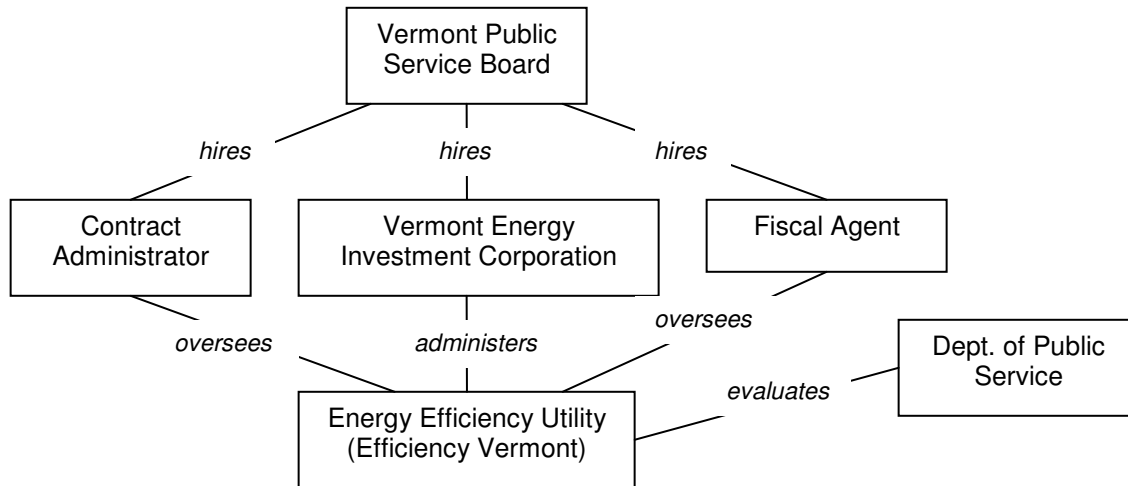 Vermont Public
Service Board
hires
hires
hires
Contract
Administrator
Vermont Energy
Investment Corporation
Fiscal Agent
oversees
administers
oversees
Dept. of Public
Service
evaluates
Energy Efficiency Utility
(Efficiency Vermont)